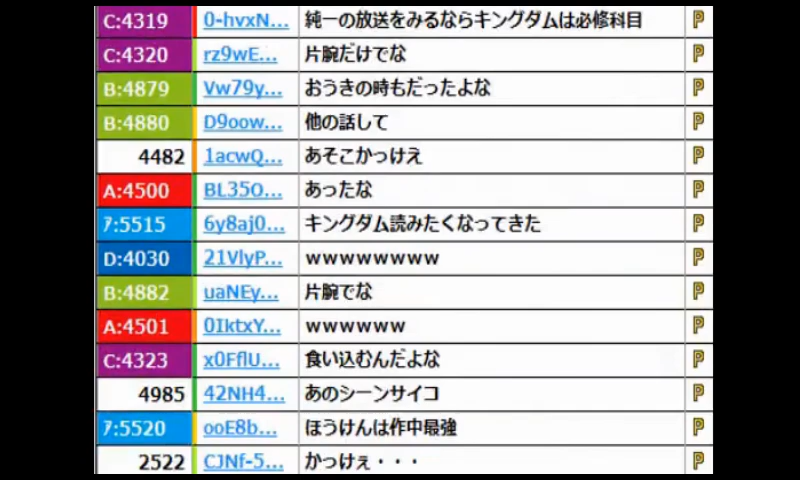 C:4319 0-hvxN... 純一の放送をみるならキングダムは必修科目 P
C:4320 rz9wE... 片腕だけでな P
B:4879 Vw79y... おうきの時もだったよな P
B:4880 D9oow... 他の話して P
4482 1acwQ... あそこかっけえ P
A:4500 BL35O... あったな P
ｱ:5515 6y8aj0... キングダム読みたくなってきた P
D:4030 21VlyP... wwwwwwww P
B:4882 uaNEy... 片腕でな P
A:4501 0IktxY... wwwwww P
C:4323 x0FflU... 食い込むんだよな P
4985 42NH4... あのシーンサイコ P
ｱ:5520 ooE8b... ほうけんは作中最強 P
2522 CJNf-5... かっけぇ・・・ P